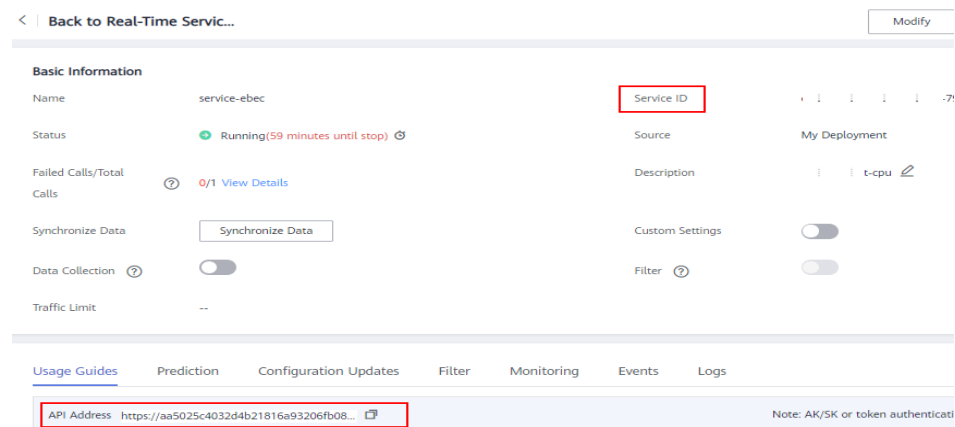 Back to Real-Time Servic...
Modify
Basic Information
Name service-ebec Service ID -79
Status Running(59 minutes until stop) Source My Deployment
Failed Calls/Total Calls 0/1 View Details Description t-cpu
Synchronize Data Synchronize Data Custom Settings
Data Collection Filter
Traffic Limit --
Usage Guides Prediction Configuration Updates Filter Monitoring Events Logs
API Address https://aa5025c4032d4b21816a93206fb08... Note: AK/SK or token authenticati